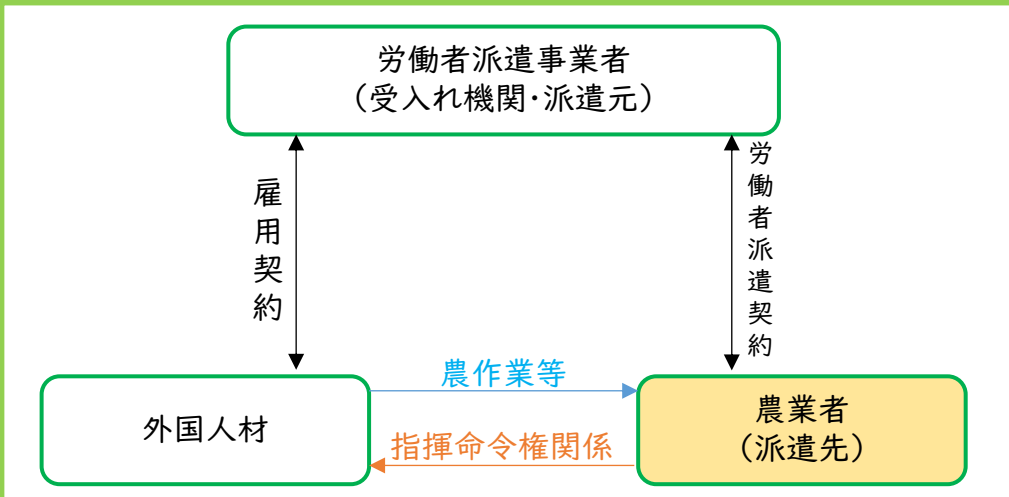 労働者派遣事業者
（受入れ機関・派遣元）
雇用契約
労働者派遣契約
農作業等
外国人材
指揮命令権関係
農業者
（派遣先）